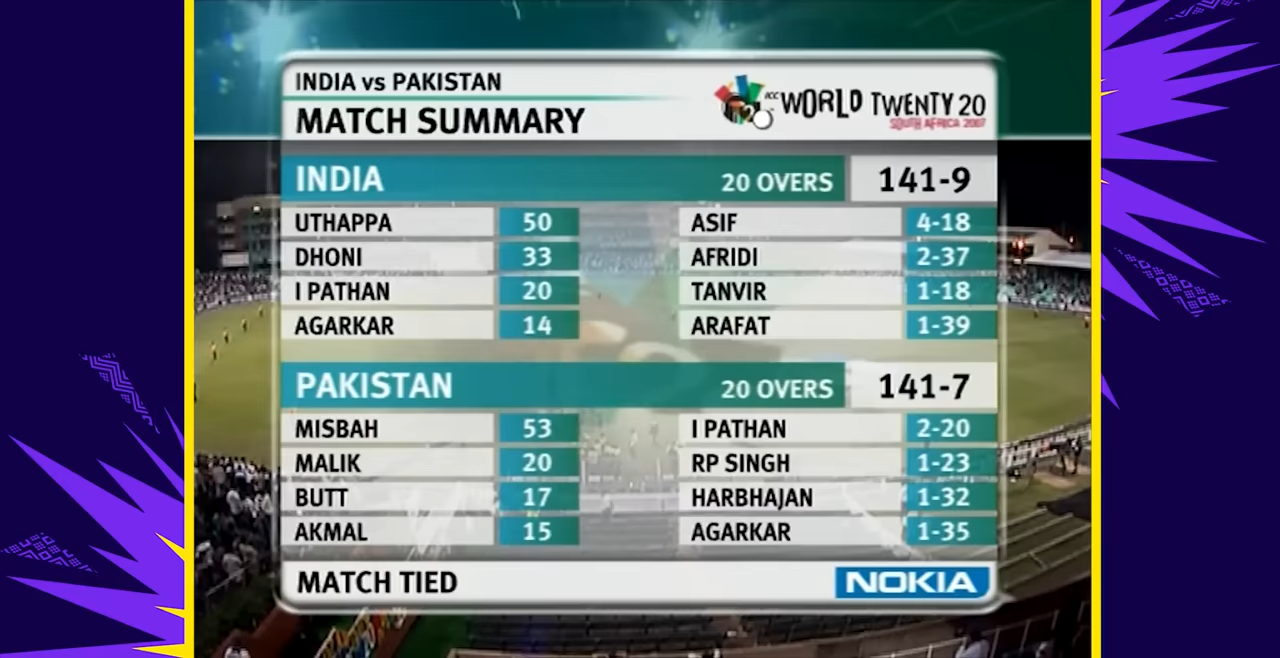 INDIA vs PAKISTAN
MATCH SUMMARY
ICC WORLD TWENTY 20
SOUTH AFRICA 2007
INDIA 20 OVERS 141-9
UTHAPPA 50 ASIF 4-18
DHONI 33 AFRIDI 2-37
I PATHAN 20 TANVIR 1-18
AGARKAR 14 ARAFAT 1-39
PAKISTAN 20 OVERS 141-7
MISBAH 53 I PATHAN 2-20
MALIK 20 RP SINGH 1-23
BUTT 17 HARBHAJAN 1-32
AKMAL 15 AGARKAR 1-35
MATCH TIED NOKIA